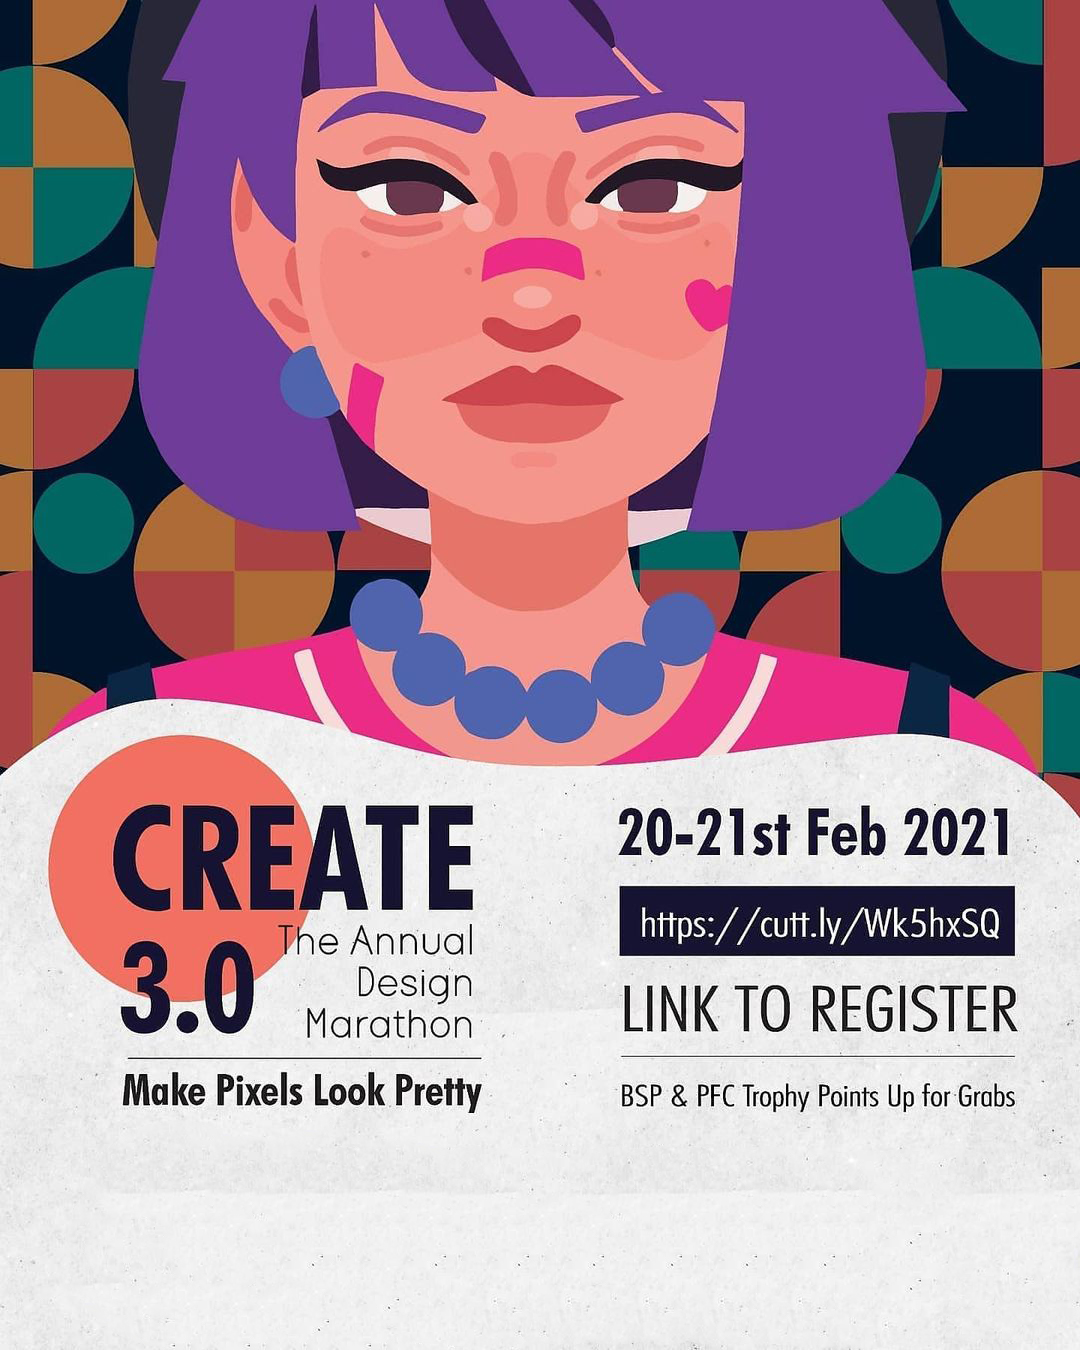 CREATE
3.0
The Annual
Design
Marathon
Make Pixels Look Pretty
20-21st Feb 2021
https://cutt.ly/Wk5hxSQ
LINK TO REGISTER
BSP & PFC Trophy Points Up for Grabs